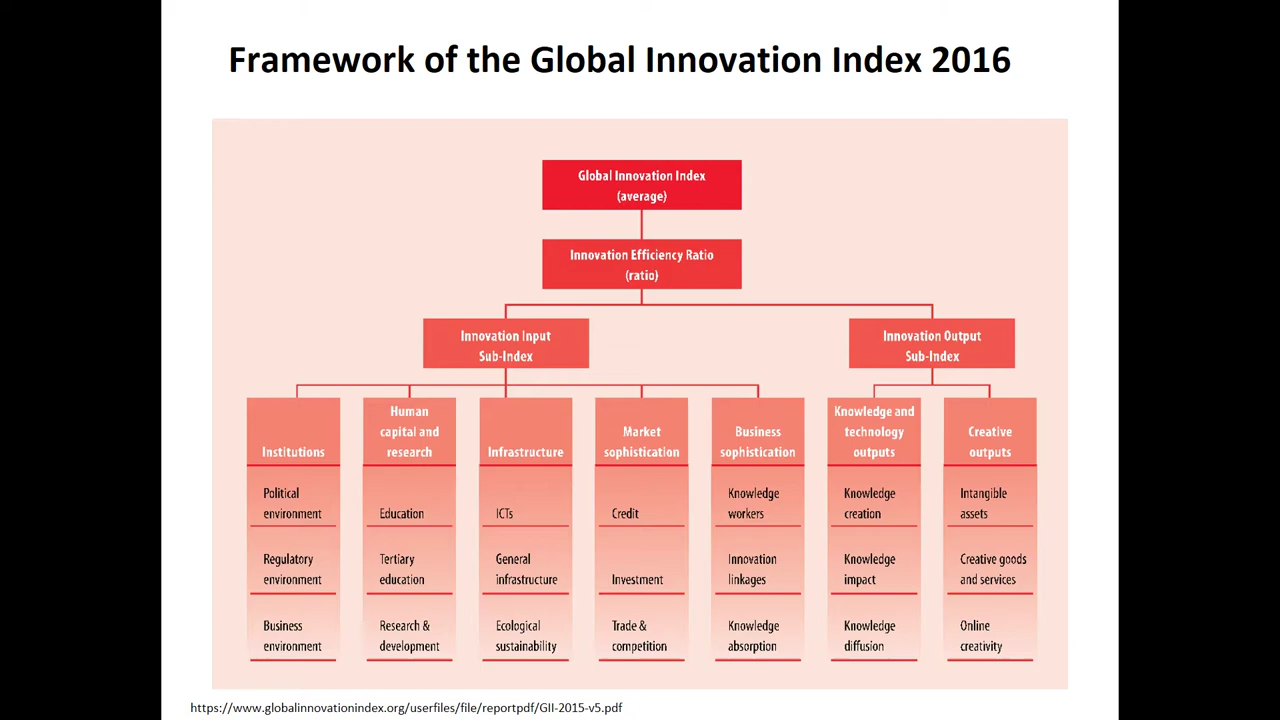 Framework of the Global Innovation Index 2016
Global Innovation Index
(average)
Innovation Efficiency Ratio
(ratio)
Innovation Input
Sub-Index
Innovation Output
Sub-Index
Institutions
Human
capital and
research
Infrastructure
Market
sophistication
Business
sophistication
Knowledge and
technology
outputs
Creative
outputs
Political
environment
Education
ICTs
Credit
Knowledge
workers
Knowledge
creation
Intangible
assets
Regulatory
environment
Tertiary
education
General
infrastructure
Investment
Innovation
linkages
Knowledge
impact
Creative goods
and services
Business
environment
Research &
development
Ecological
sustainability
Trade &
competition
Knowledge
absorption
Knowledge
diffusion
Online
creativity
https://www.globalinnovationindex.org/userfiles/file/reportpdf/GII-2015-v5.pdf